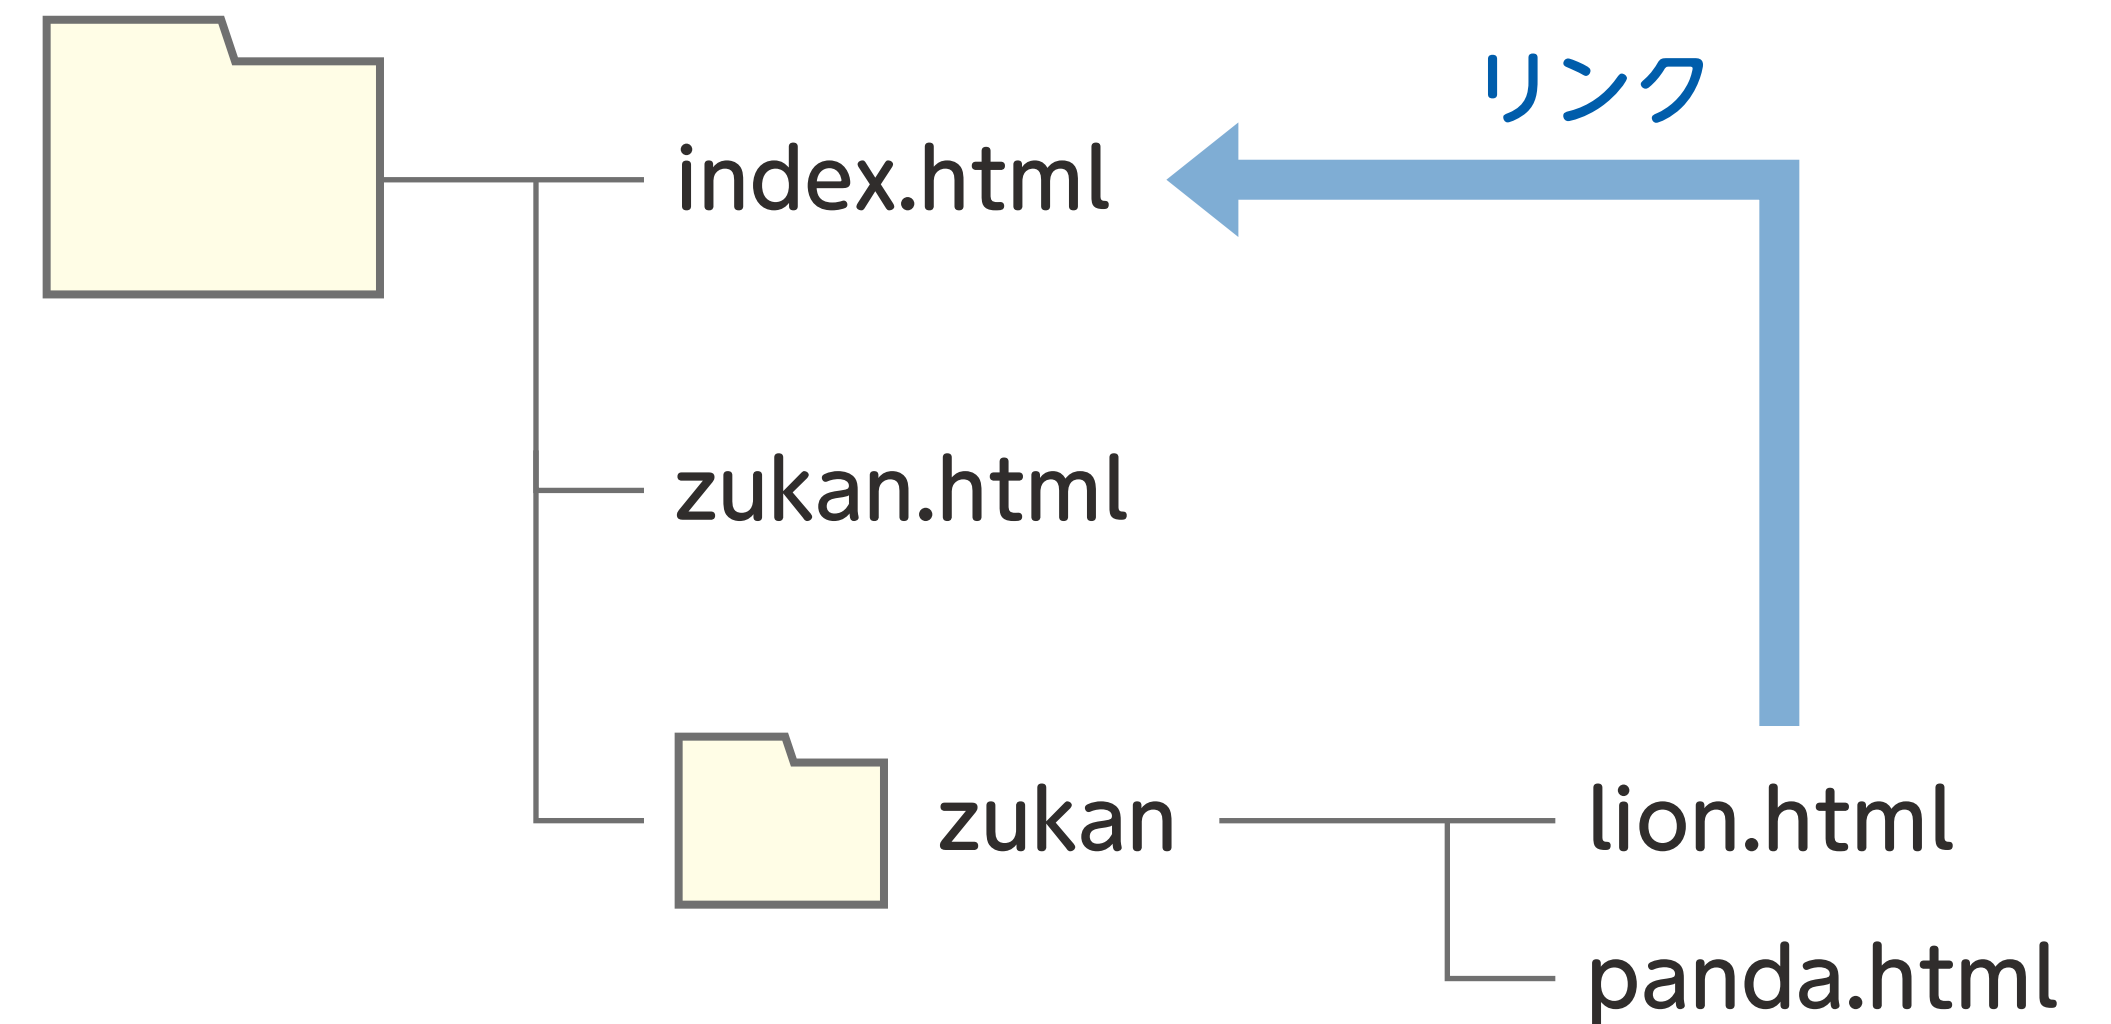 リンク
index.html
zukan.html
zukan
lion.html
panda.html